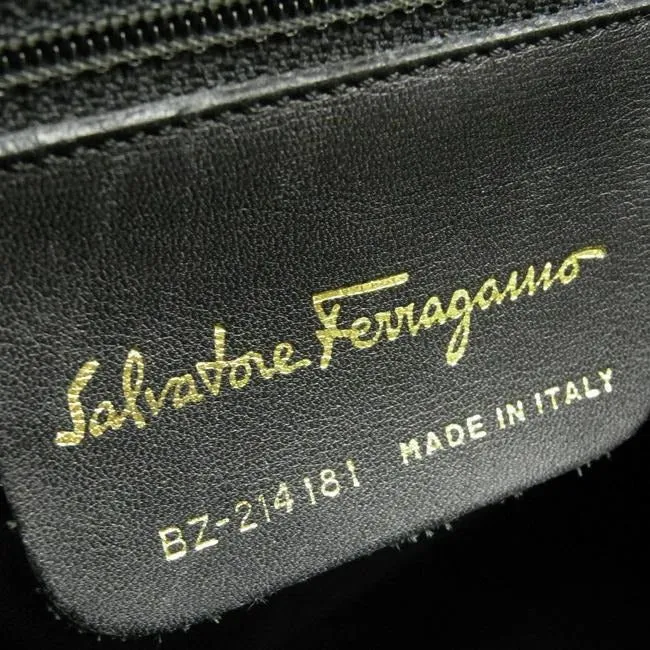 Salvatore Ferragamo
BZ-214181 MADE IN ITALY